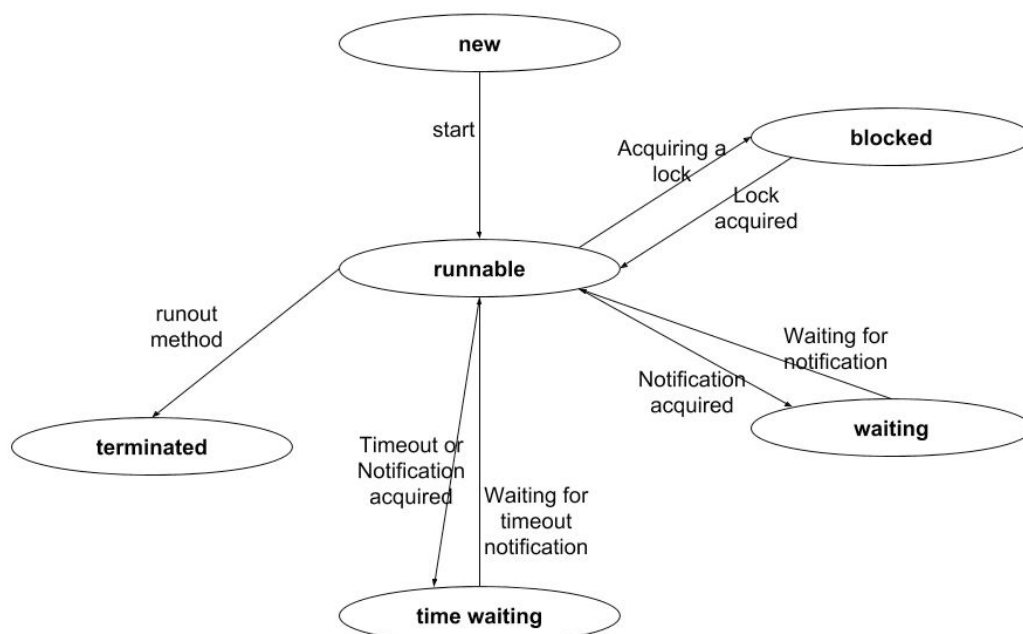 new
start
blocked
Acquiring a
lock
Lock
acquired
runnable
runout
method
Waiting for
notification
Notification
acquired
terminated
waiting
Timeout or
Notification
acquired
Waiting for
timeout
notification
time waiting